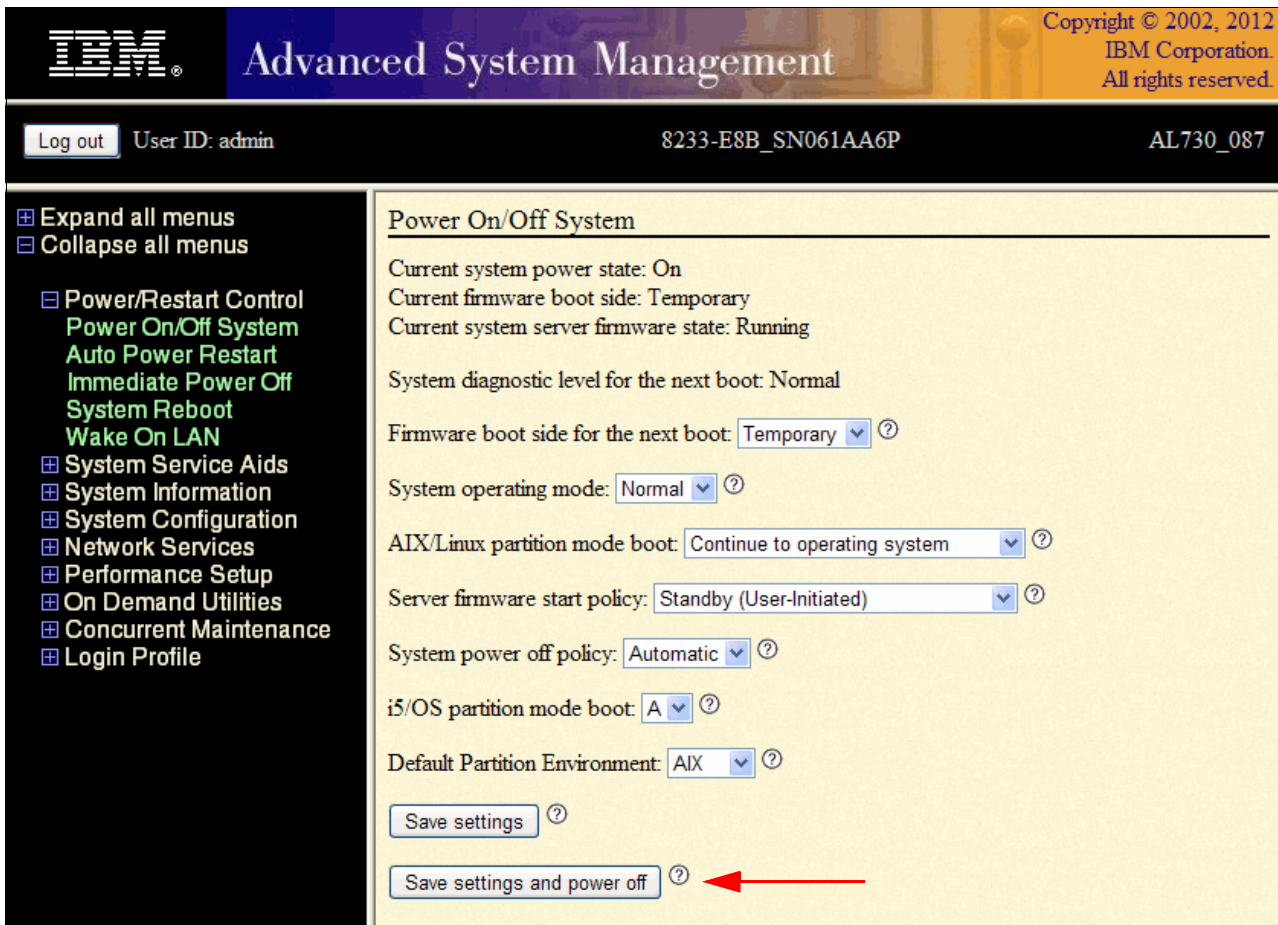 IBM®
Advanced System Management
Copyright © 2002, 2012
IBM Corporation.
All rights reserved.
Log out
User ID: admin
8233-E8B_SN061AA6P
AL730_087
Expand all menus
Collapse all menus
Power/Restart Control
Power On/Off System
Auto Power Restart
Immediate Power Off
System Reboot
Wake On LAN
System Service Aids
System Information
System Configuration
Network Services
Performance Setup
On Demand Utilities
Concurrent Maintenance
Login Profile
Power On/Off System
Current system power state: On
Current firmware boot side: Temporary
Current system server firmware state: Running
System diagnostic level for the next boot: Normal
Firmware boot side for the next boot: Temporary ?
System operating mode: Normal ?
AIX/Linux partition mode boot: Continue to operating system ?
Server firmware start policy: Standby (User-Initiated) ?
System power off policy: Automatic ?
i5/OS partition mode boot: A ?
Default Partition Environment: AIX ?
Save settings ?
Save settings and power off ?